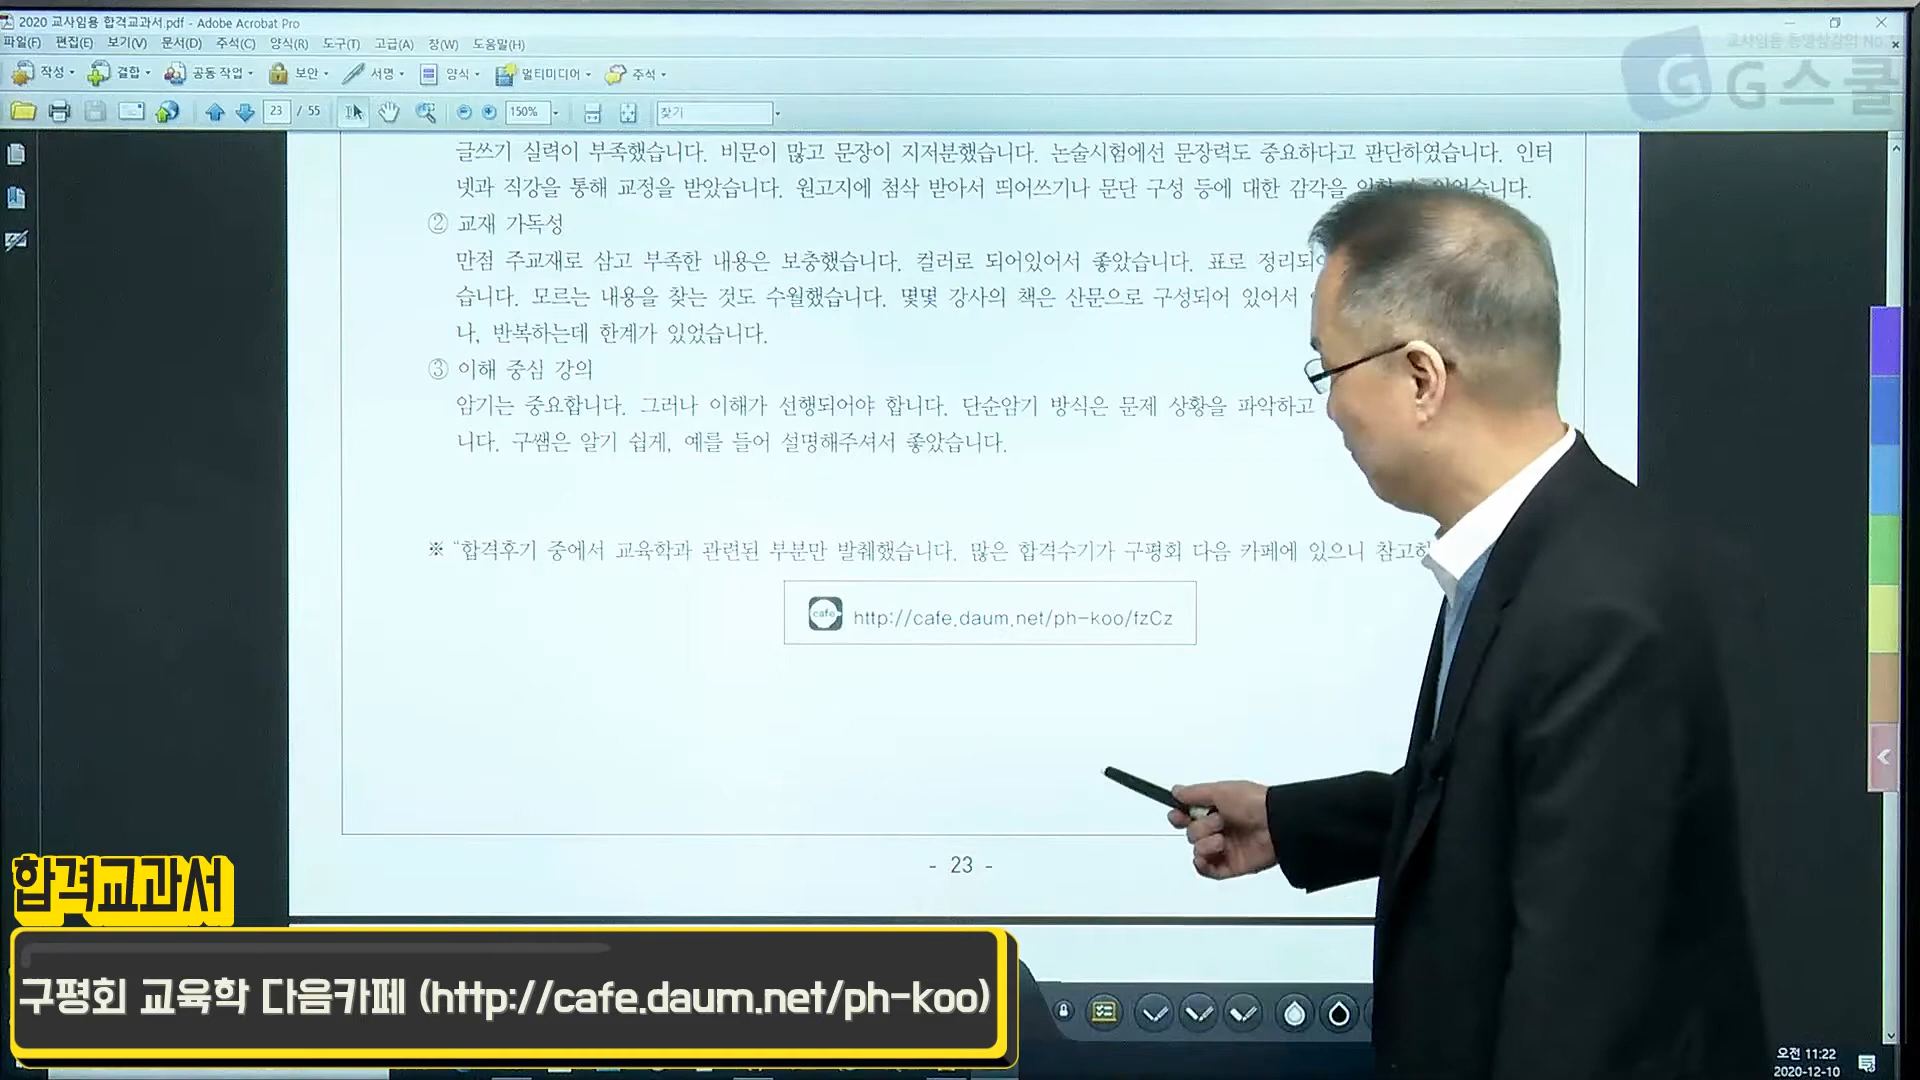 2020 교사임용 합격교과서.pdf - Adobe Acrobat Pro
파일(F) 편집(E) 보기(V) 문서(D) 주석(C) 양식(R) 도구(T) 고급(A) 창(W) 도움말(H)
작성 결합 공동 작업 보안 서명 양식 멀티미디어 주석
23 / 55 150% 찾기
교사임용 동영상강의 No.1
G스쿨
글쓰기 실력이 부족했습니다. 비문이 많고 문장이 지저분했습니다. 논술시험에선 문장력도 중요하다고 판단하였습니다. 인터
넷과 직강을 통해 교정을 받았습니다. 원고지에 첨삭 받아서 띄어쓰기나 문단 구성 등에 대한 감각을
② 교재 가독성
만점 주교재로 삼고 부족한 내용은 보충했습니다. 컬러로 되어있어서 좋았습니다. 표로
습니다. 모르는 내용을 찾는 것도 수월했습니다. 몇몇 강사의 책은 산문으로 구성되어 있어서
나, 반복하는데 한계가 있었습니다.
③ 이해 중심 강의
암기는 중요합니다. 그러나 이해가 선행되어야 합니다. 단순암기 방식은 문제 상황을 파악하고
니다. 구쌤은 알기 쉽게, 예를 들어 설명해주셔서 좋았습니다.
※ “합격후기 중에서 교육학과 관련된 부분만 발췌했습니다. 많은 합격수기가 구평회 다음 카페에 있으니
cafe http://cafe.daum.net/ph-koo/fzCz
- 23 -
합격교과서
구평회 교육학 다음카페 (http://cafe.daum.net/ph-koo)
오전 11:22
2020-12-10